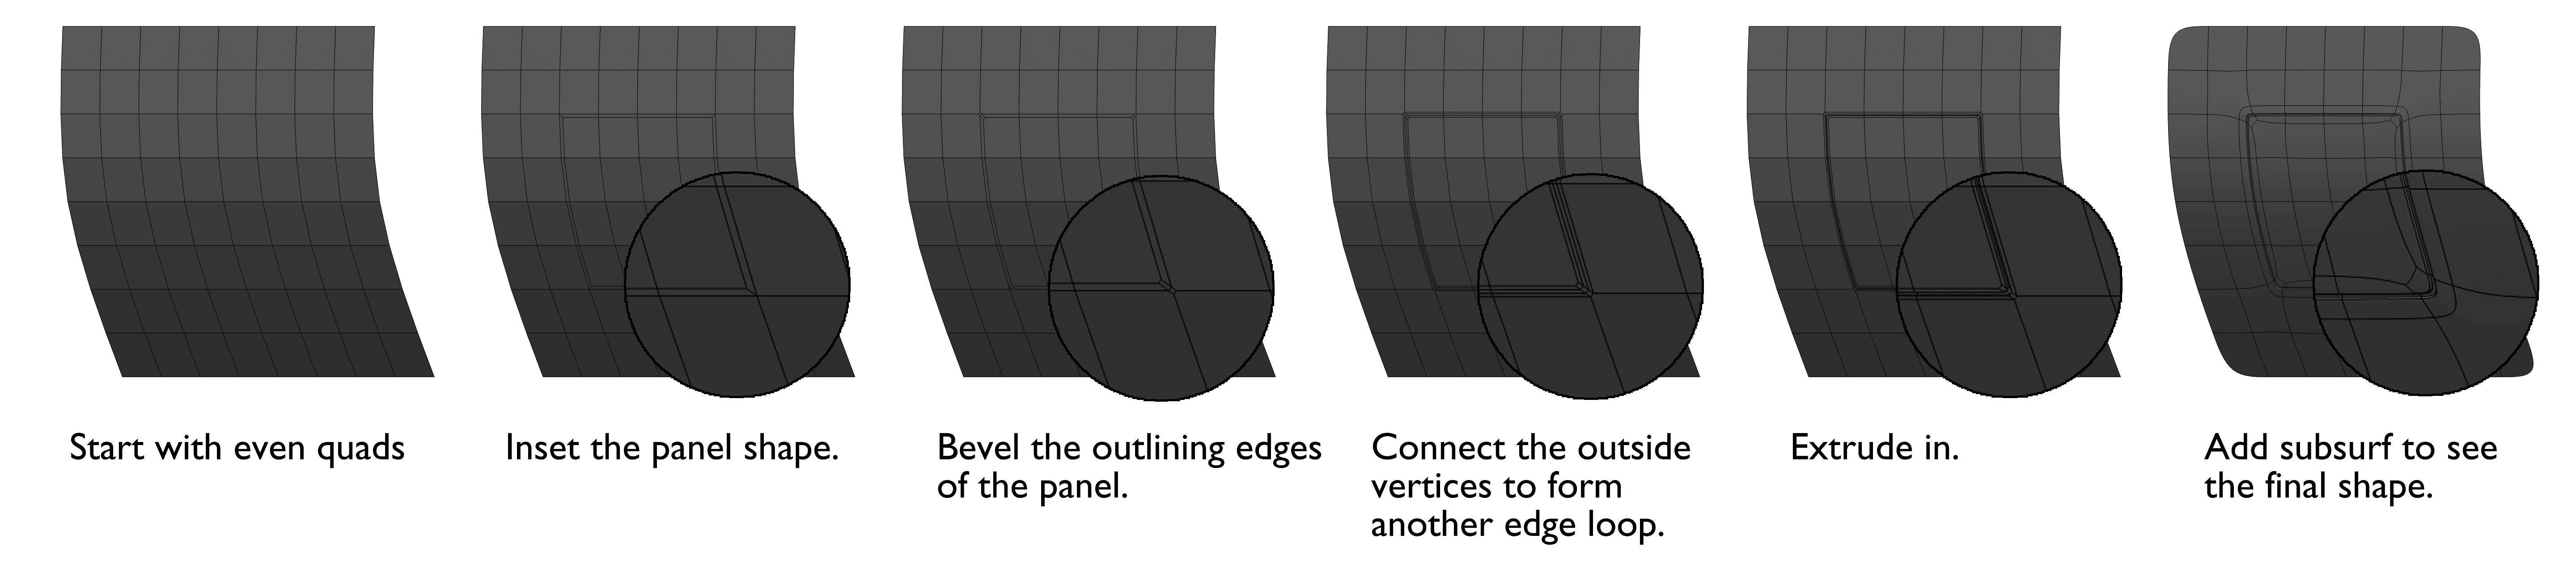 Start with even quads
Inset the panel shape.
Bevel the outlining edges
of the panel.
Connect the outside
vertices to form
another edge loop.
Extrude in.
Add subsurf to see
the final shape.